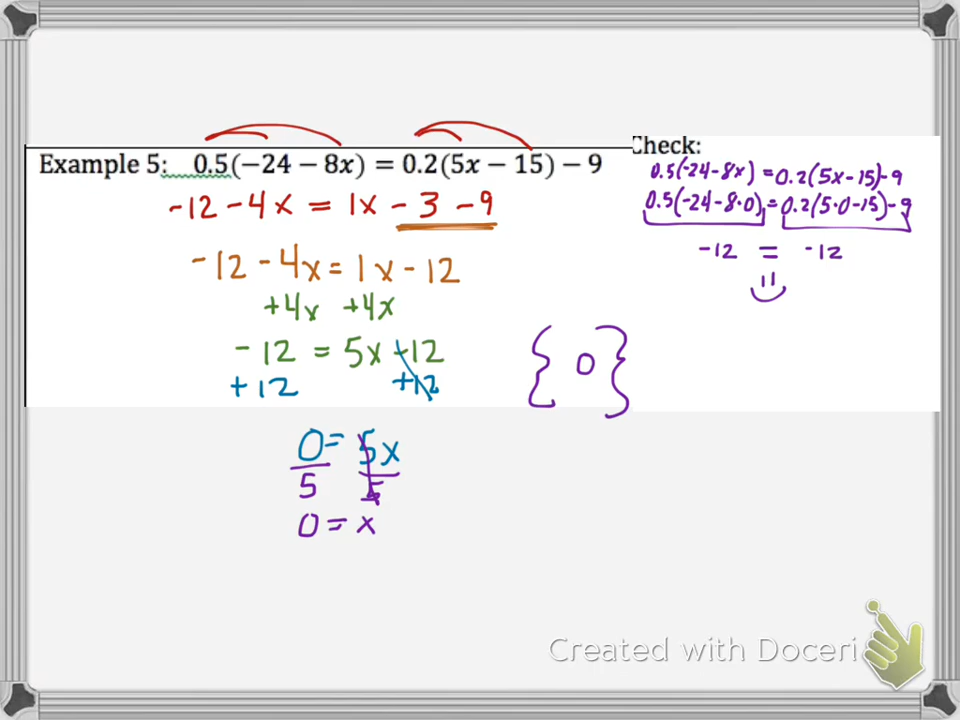 Example 5: 0.5(−24 − 8x) = 0.2(5x − 15) − 9
-12 - 4x = 1x - 3 - 9
-12 - 4x = 1x - 12
+4x +4x
-12 = 5x - 12
+12 +12
0 = 5x
5 5
0 = x
{0}
Check:
0.5(-24-8x) = 0.2(5x-15)-9
0.5(-24-8·0) = 0.2(5·0-15)-9
-12 = -12
Created with Doceri